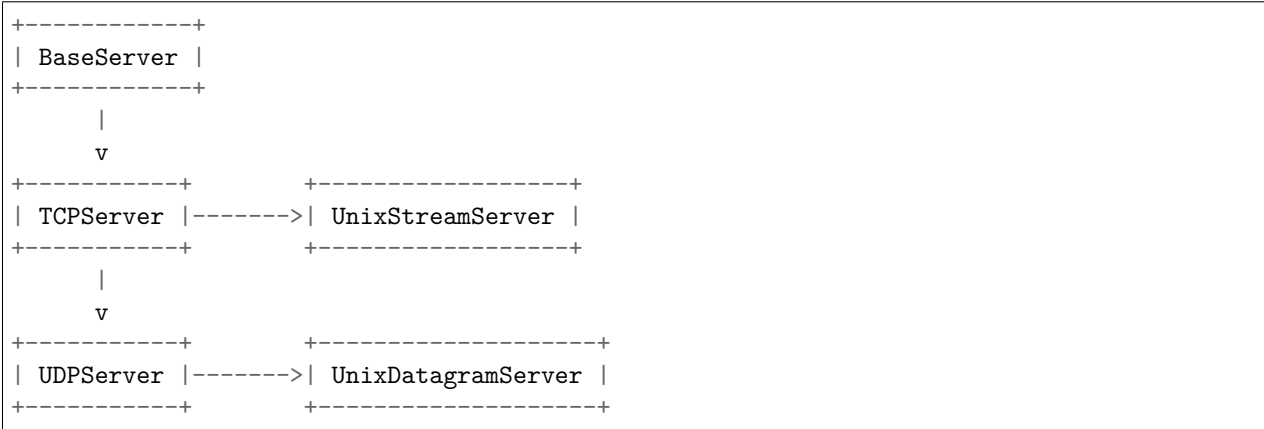 +------------+
| BaseServer |
+------------+
      |
      v
+-----------+        +------------------+
| TCPServer |------->| UnixStreamServer |
+-----------+        +------------------+
      |
      v
+-----------+        +--------------------+
| UDPServer |------->| UnixDatagramServer |
+-----------+        +--------------------+